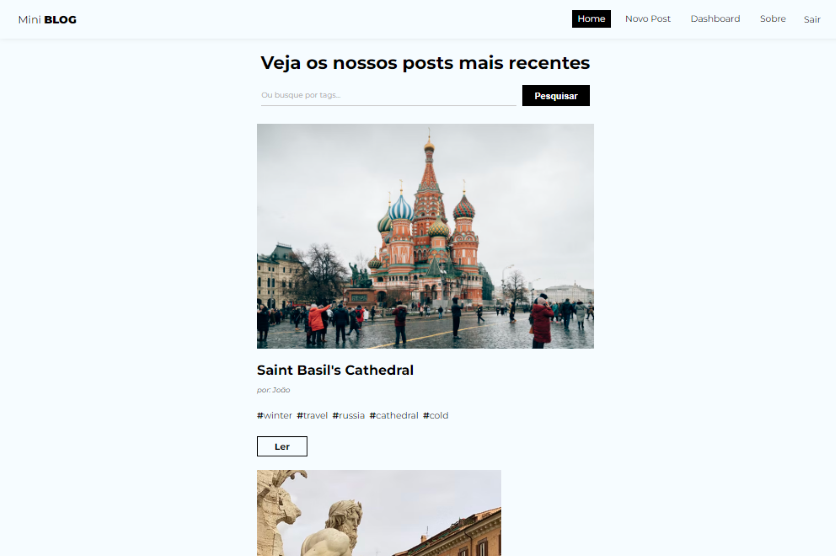 Mini BLOG
Home Novo Post Dashboard Sobre Sair
Veja os nossos posts mais recentes
Ou busque por tags... Pesquisar
Saint Basil's Cathedral
por: João
#winter #travel #russia #cathedral #cold
Ler